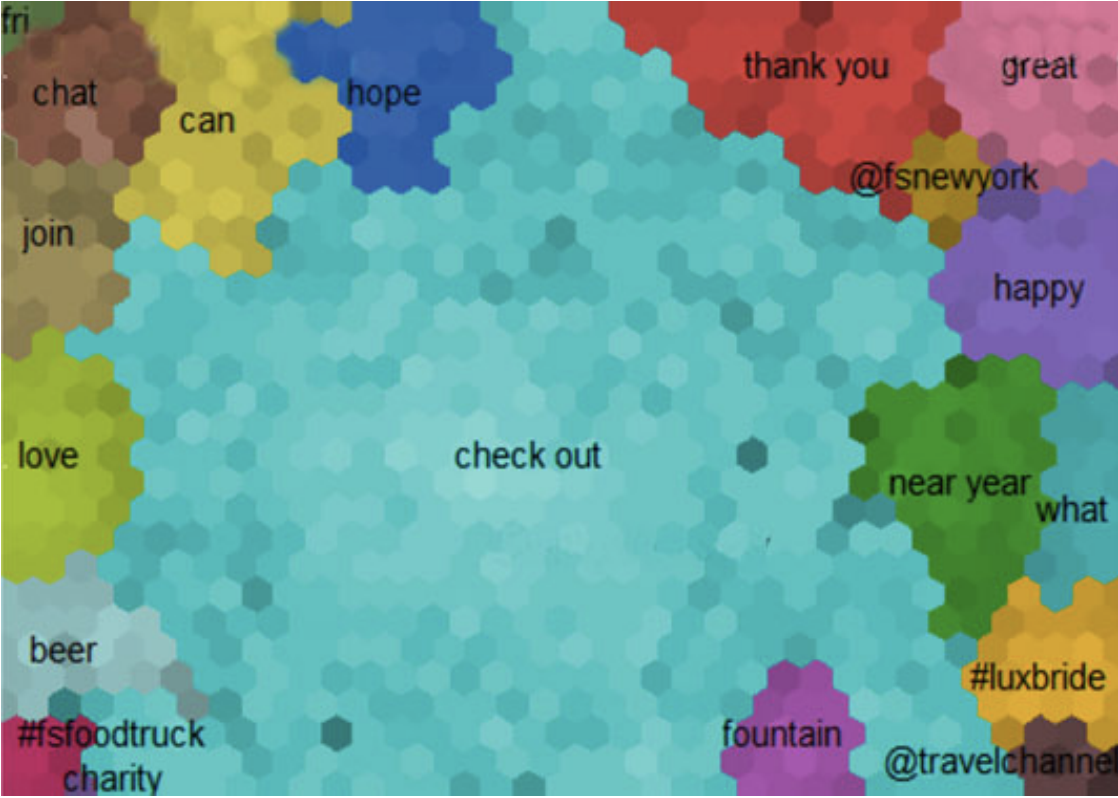 fri
thank you
great
chat
hope
can
@fsnewyork
join
happy
love
check out
near year
what
beer
#luxbride
#fsfoodtruck
fountain
@travelchannel
charity